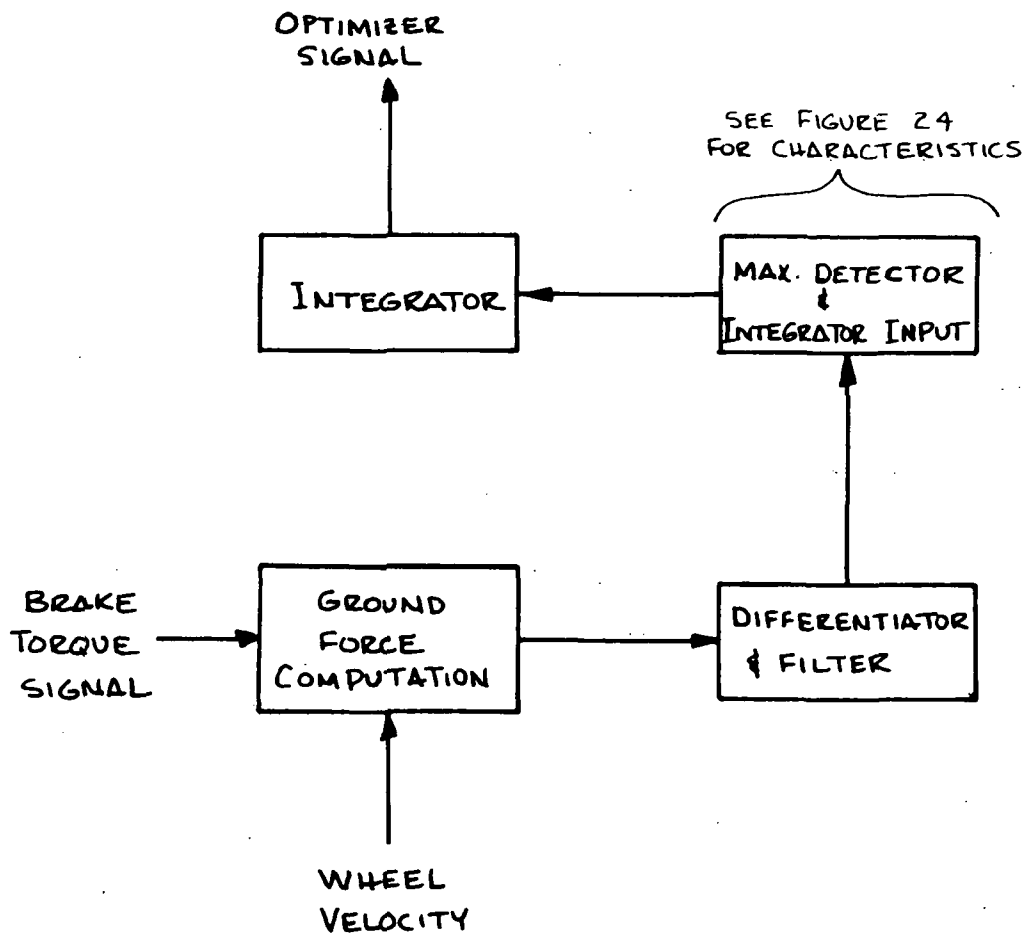 OPTIMIZER
SIGNAL
SEE FIGURE 24
FOR CHARACTERISTICS
INTEGRATOR
MAX. DETECTOR
&
INTEGRATOR INPUT
BRAKE
TORQUE
SIGNAL
GROUND
FORCE
COMPUTATION
DIFFERENTIATOR
& FILTER
WHEEL
VELOCITY